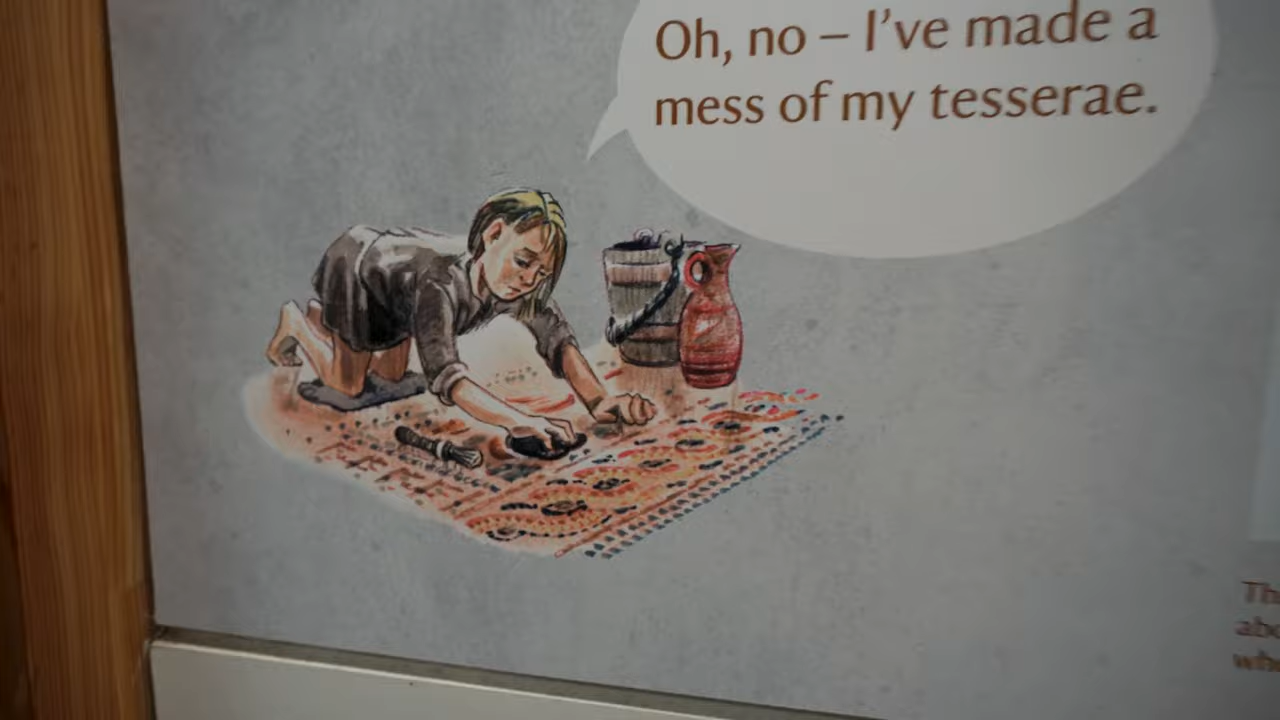 Oh, no – I've made a
mess of my tesserae.